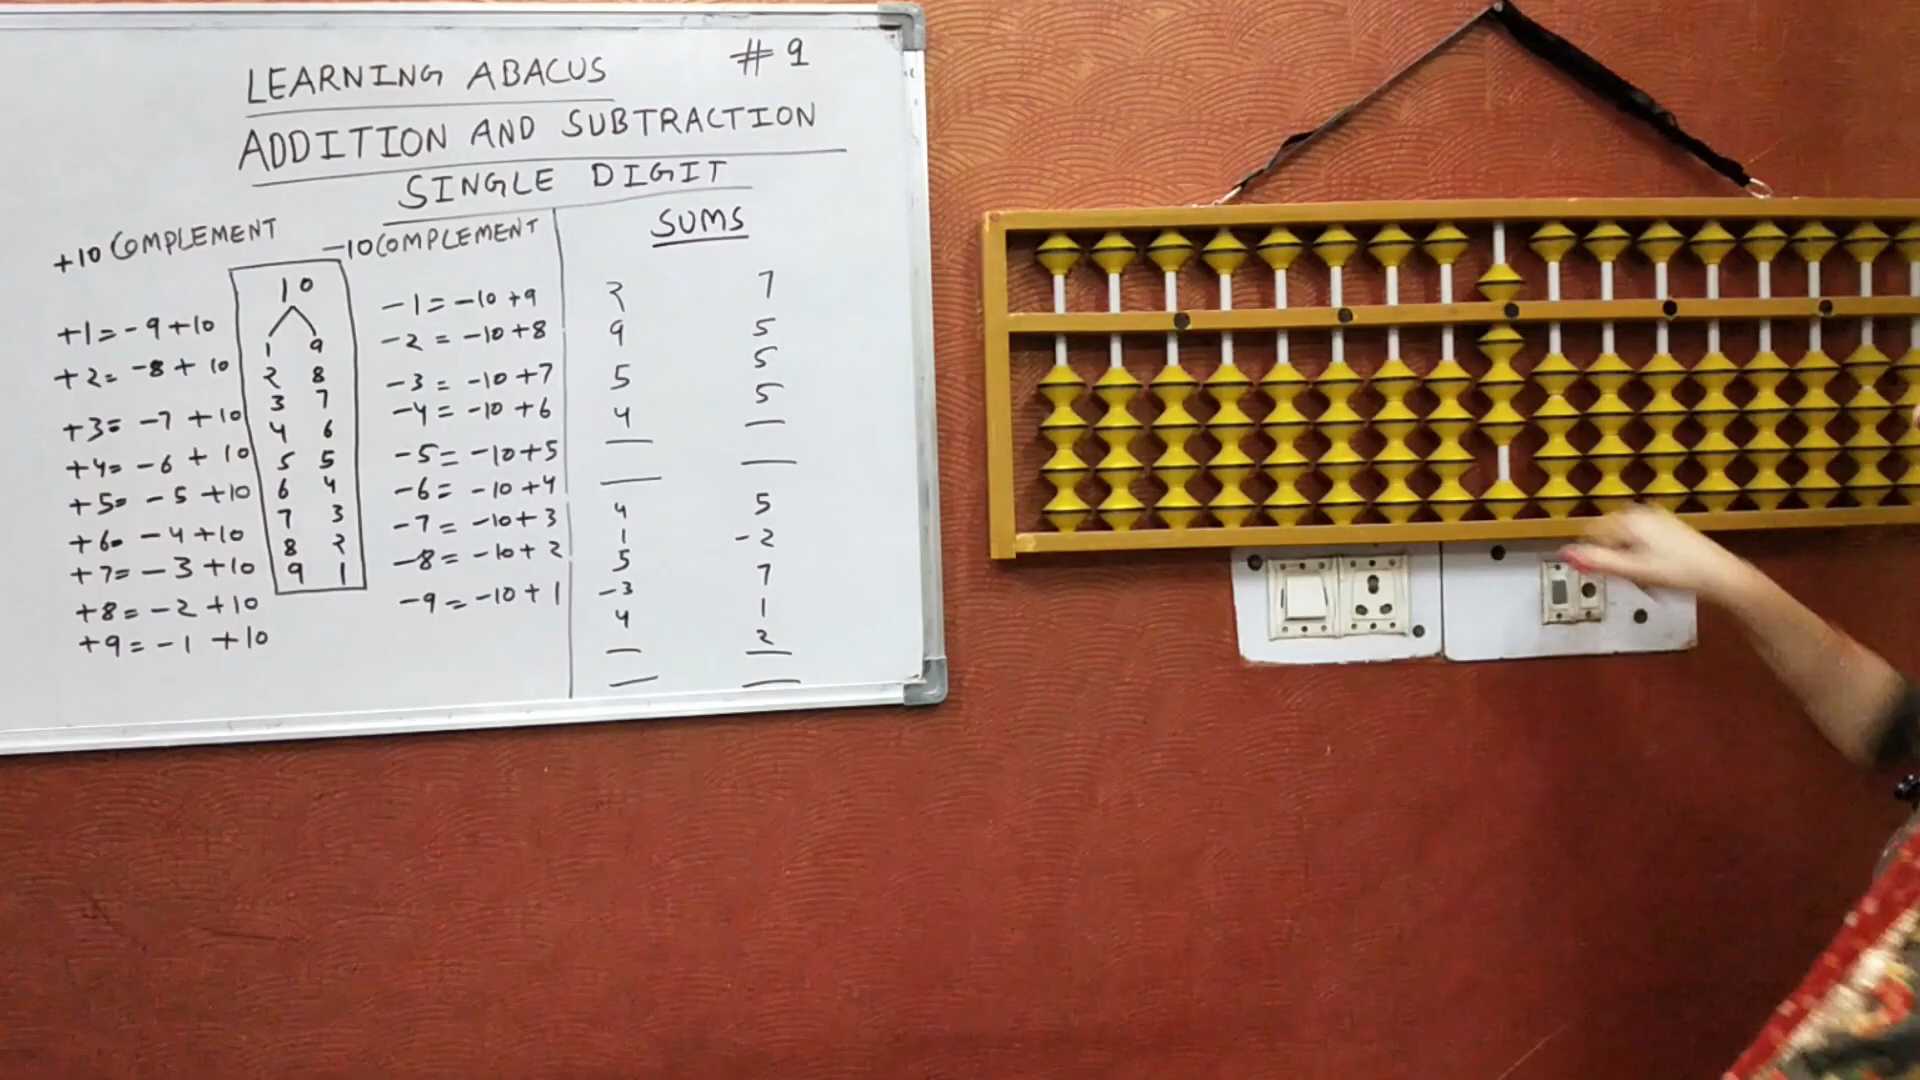 # 9
LEARNING ABACUS
ADDITION AND SUBTRACTION
SINGLE DIGIT
+10 COMPLEMENT
+1 = -9 +10
+2 = -8 + 10
+3 = -7 +10
+4 = -6 + 10
+5 = -5 +10
+6 = -4 +10
+7 = -3 +10
+8 = -2 +10
+9 = -1 +10
10
1 9
2 8
3 7
4 6
5 5
6 4
7 3
8 2
9 1
-10 COMPLEMENT
-1 = -10 +9
-2 = -10 +8
-3 = -10 +7
-4 = -10 +6
-5 = -10 +5
-6 = -10 +4
-7 = -10 +3
-8 = -10 + 2
-9 = -10 + 1
SUMS
2
9
5
4
7
5
5
5
4
1
5
-3
4
5
-2
7
1
2